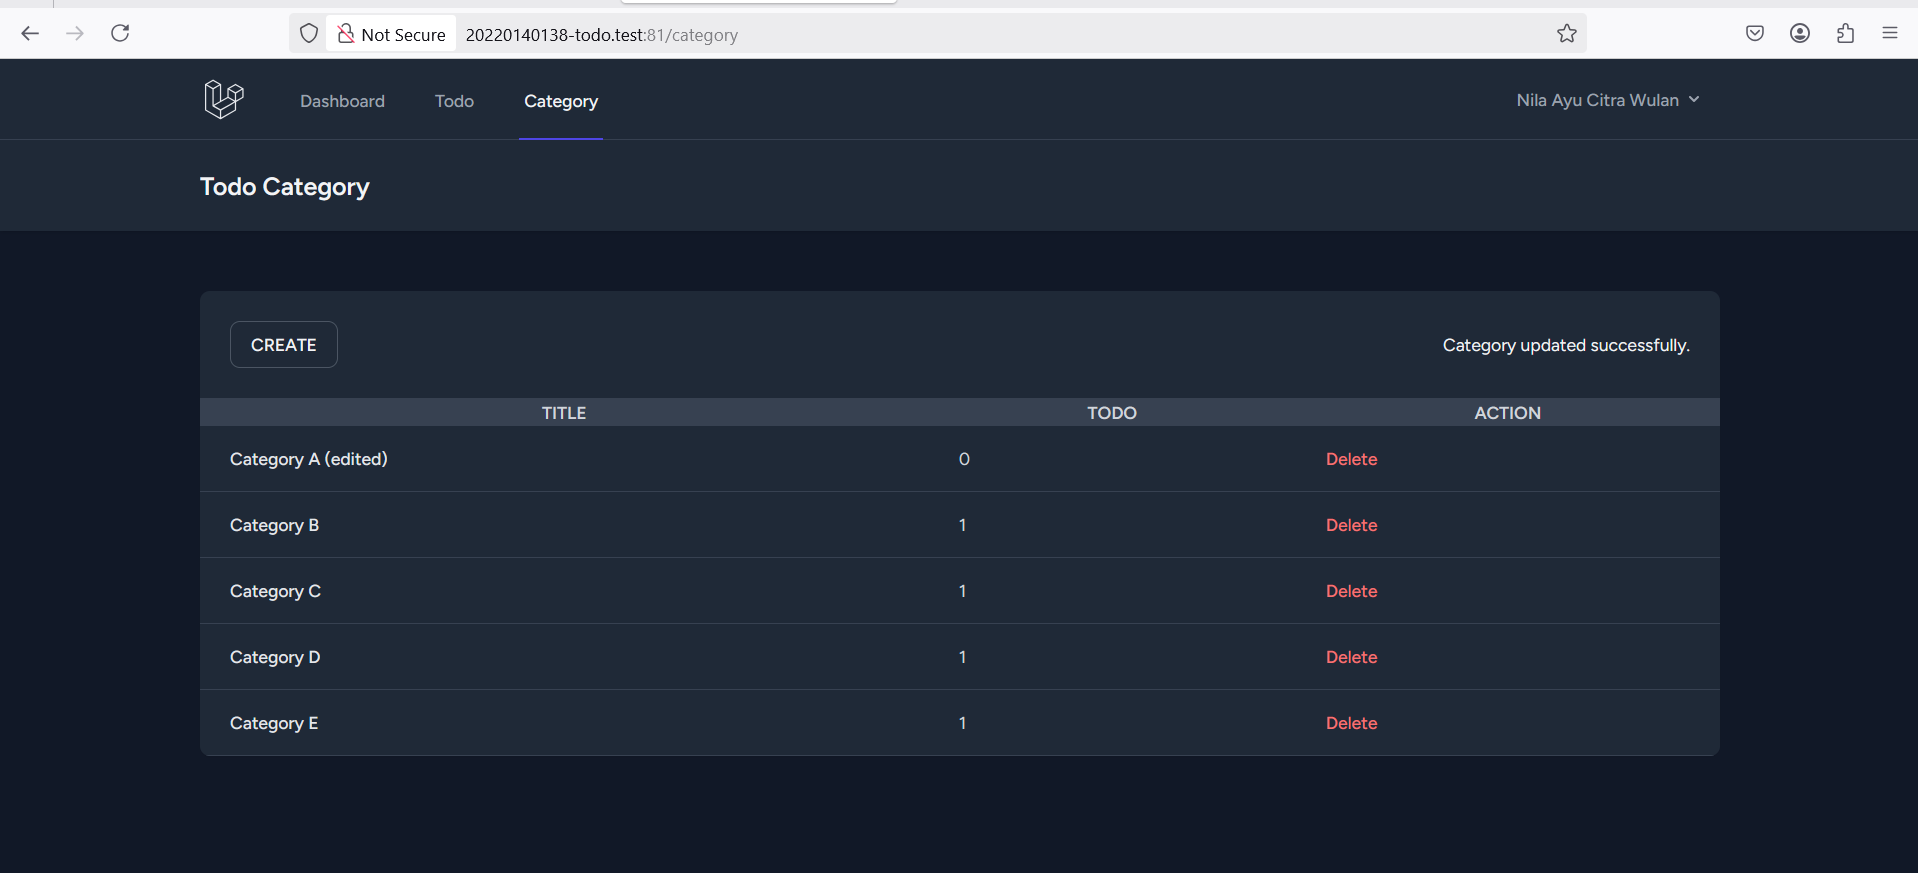 Not Secure 20220140138-todo.test:81/category
Dashboard Todo Category Nila Ayu Citra Wulan
Todo Category
CREATE Category updated successfully.
TITLE TODO ACTION
Category A (edited) 0 Delete
Category B 1 Delete
Category C 1 Delete
Category D 1 Delete
Category E 1 Delete